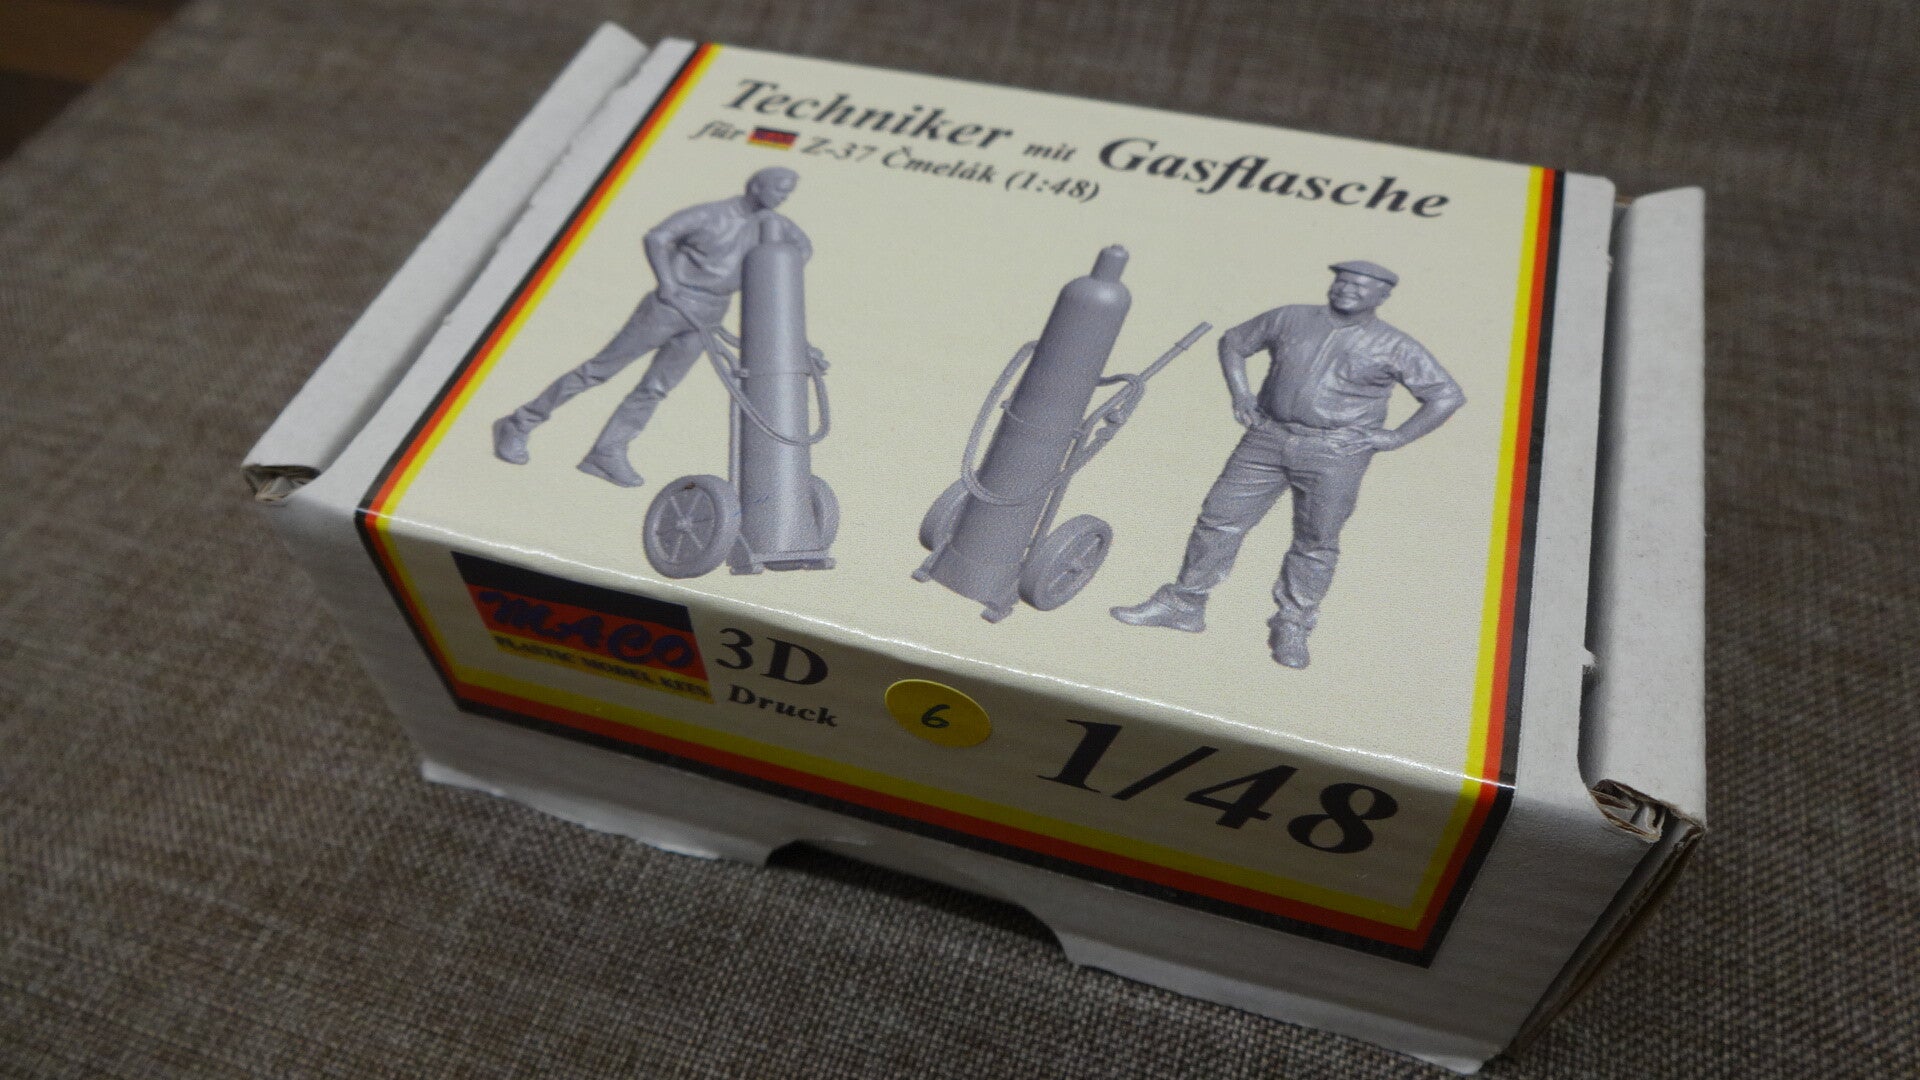 Techniker mit Gasflasche
für Z-37 Čmelák (1:48)
MACO
PLASTIC MODEL KITS
3D
Druck
6
1/48